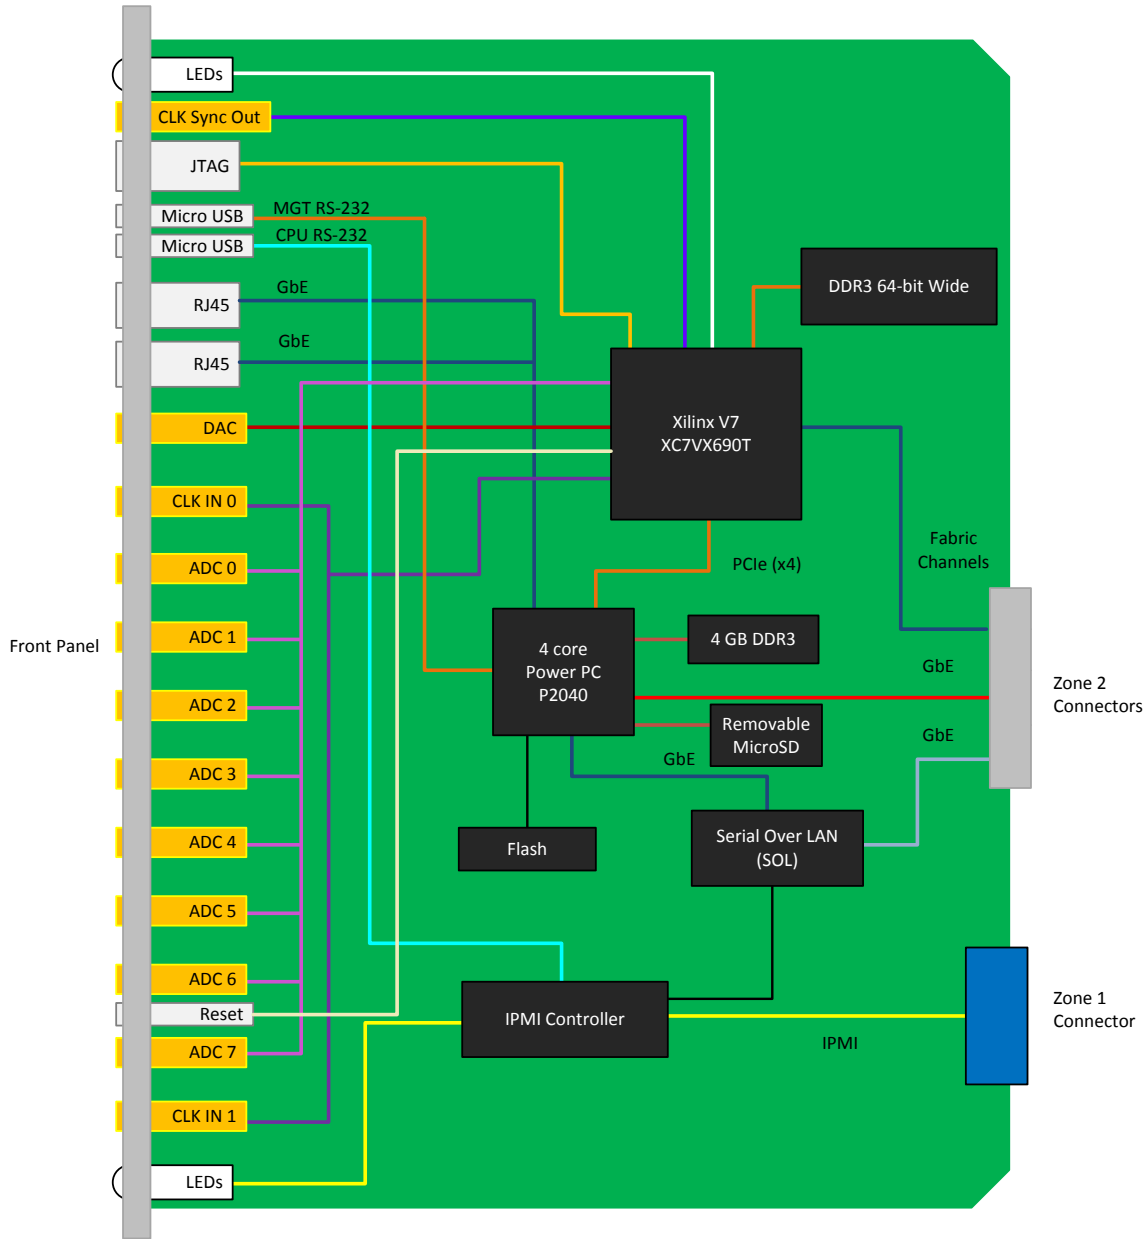 LEDs
CLK Sync Out
JTAG
Micro USB
MGT RS-232
Micro USB
CPU RS-232
RJ45
GbE
RJ45
GbE
DAC
CLK IN 0
ADC 0
ADC 1
ADC 2
ADC 3
ADC 4
ADC 5
ADC 6
Reset
ADC 7
CLK IN 1
LEDs
Front Panel
DDR3 64-bit Wide
Xilinx V7
XC7VX690T
PCIe (x4)
Fabric
Channels
4 core
Power PC
P2040
4 GB DDR3
GbE
Removable
MicroSD
GbE
GbE
Zone 2
Connectors
Flash
Serial Over LAN
(SOL)
IPMI Controller
IPMI
Zone 1
Connector